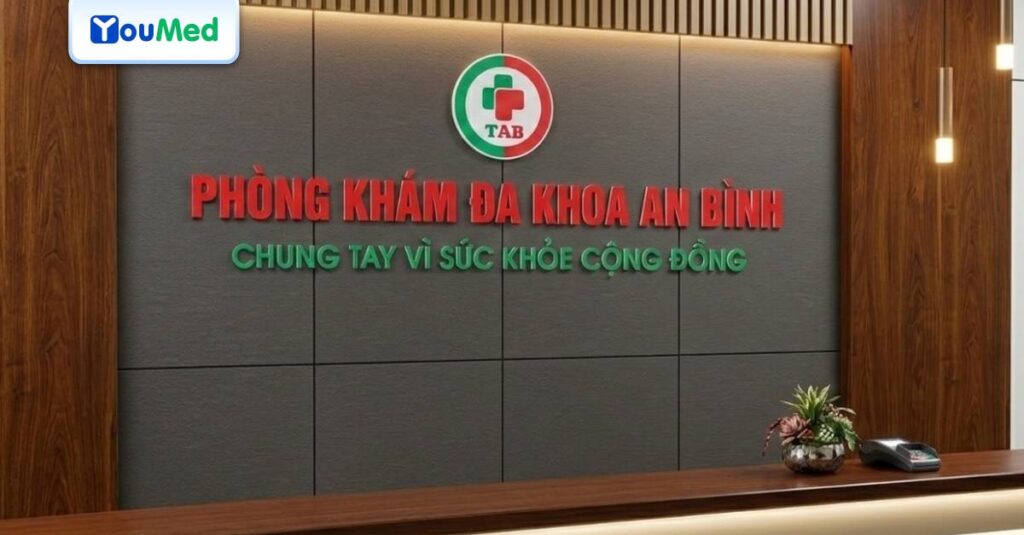 YouMed
TAB
PHÒNG KHÁM ĐA KHOA AN BÌNH
CHUNG TAY VÌ SỨC KHỎE CỘNG ĐỒNG